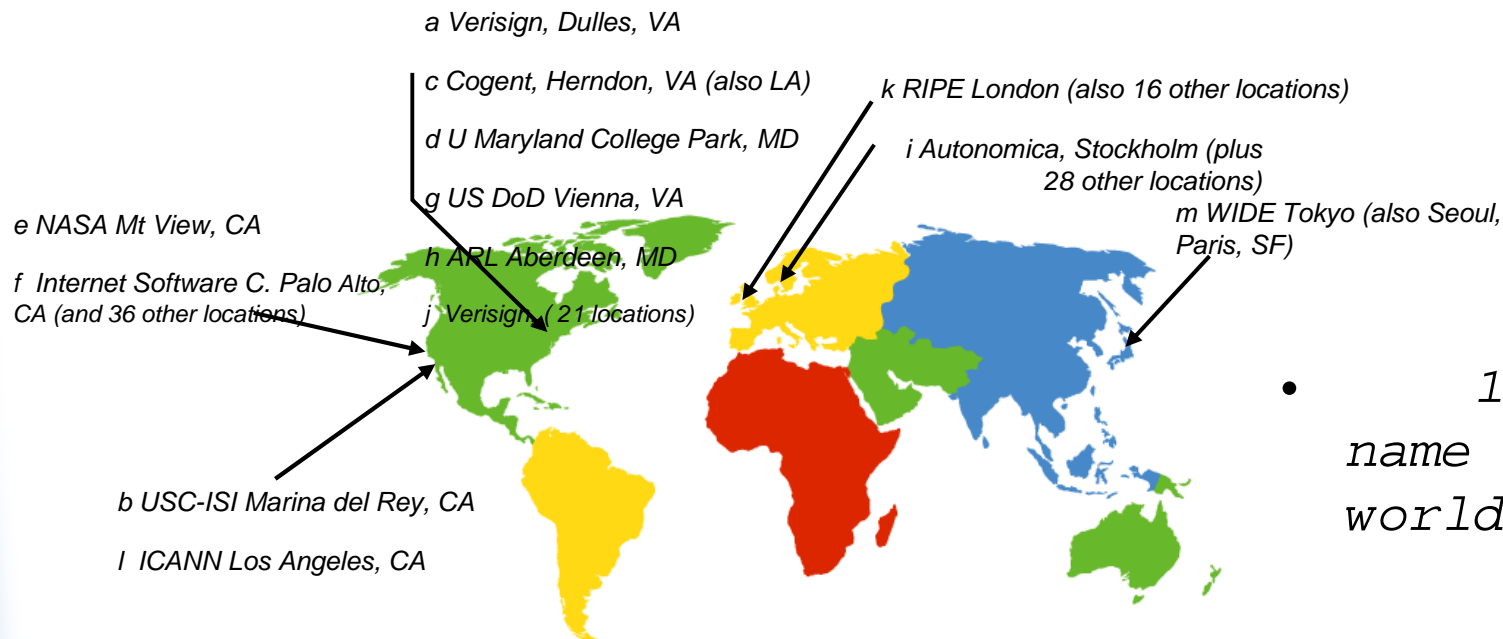 a Verisign, Dulles, VA
c Cogent, Herndon, VA (also LA)
d U Maryland College Park, MD
g US DoD Vienna, VA
h ARL Aberdeen, MD
j Verisign, ( 21 locations)
k RIPE London (also 16 other locations)
i Autonomica, Stockholm (plus
28 other locations)
m WIDE Tokyo (also Seoul,
Paris, SF)
e NASA Mt View, CA
f Internet Software C. Palo Alto,
CA (and 36 other locations)
b USC-ISI Marina del Rey, CA
l ICANN Los Angeles, CA
• 1
name
world